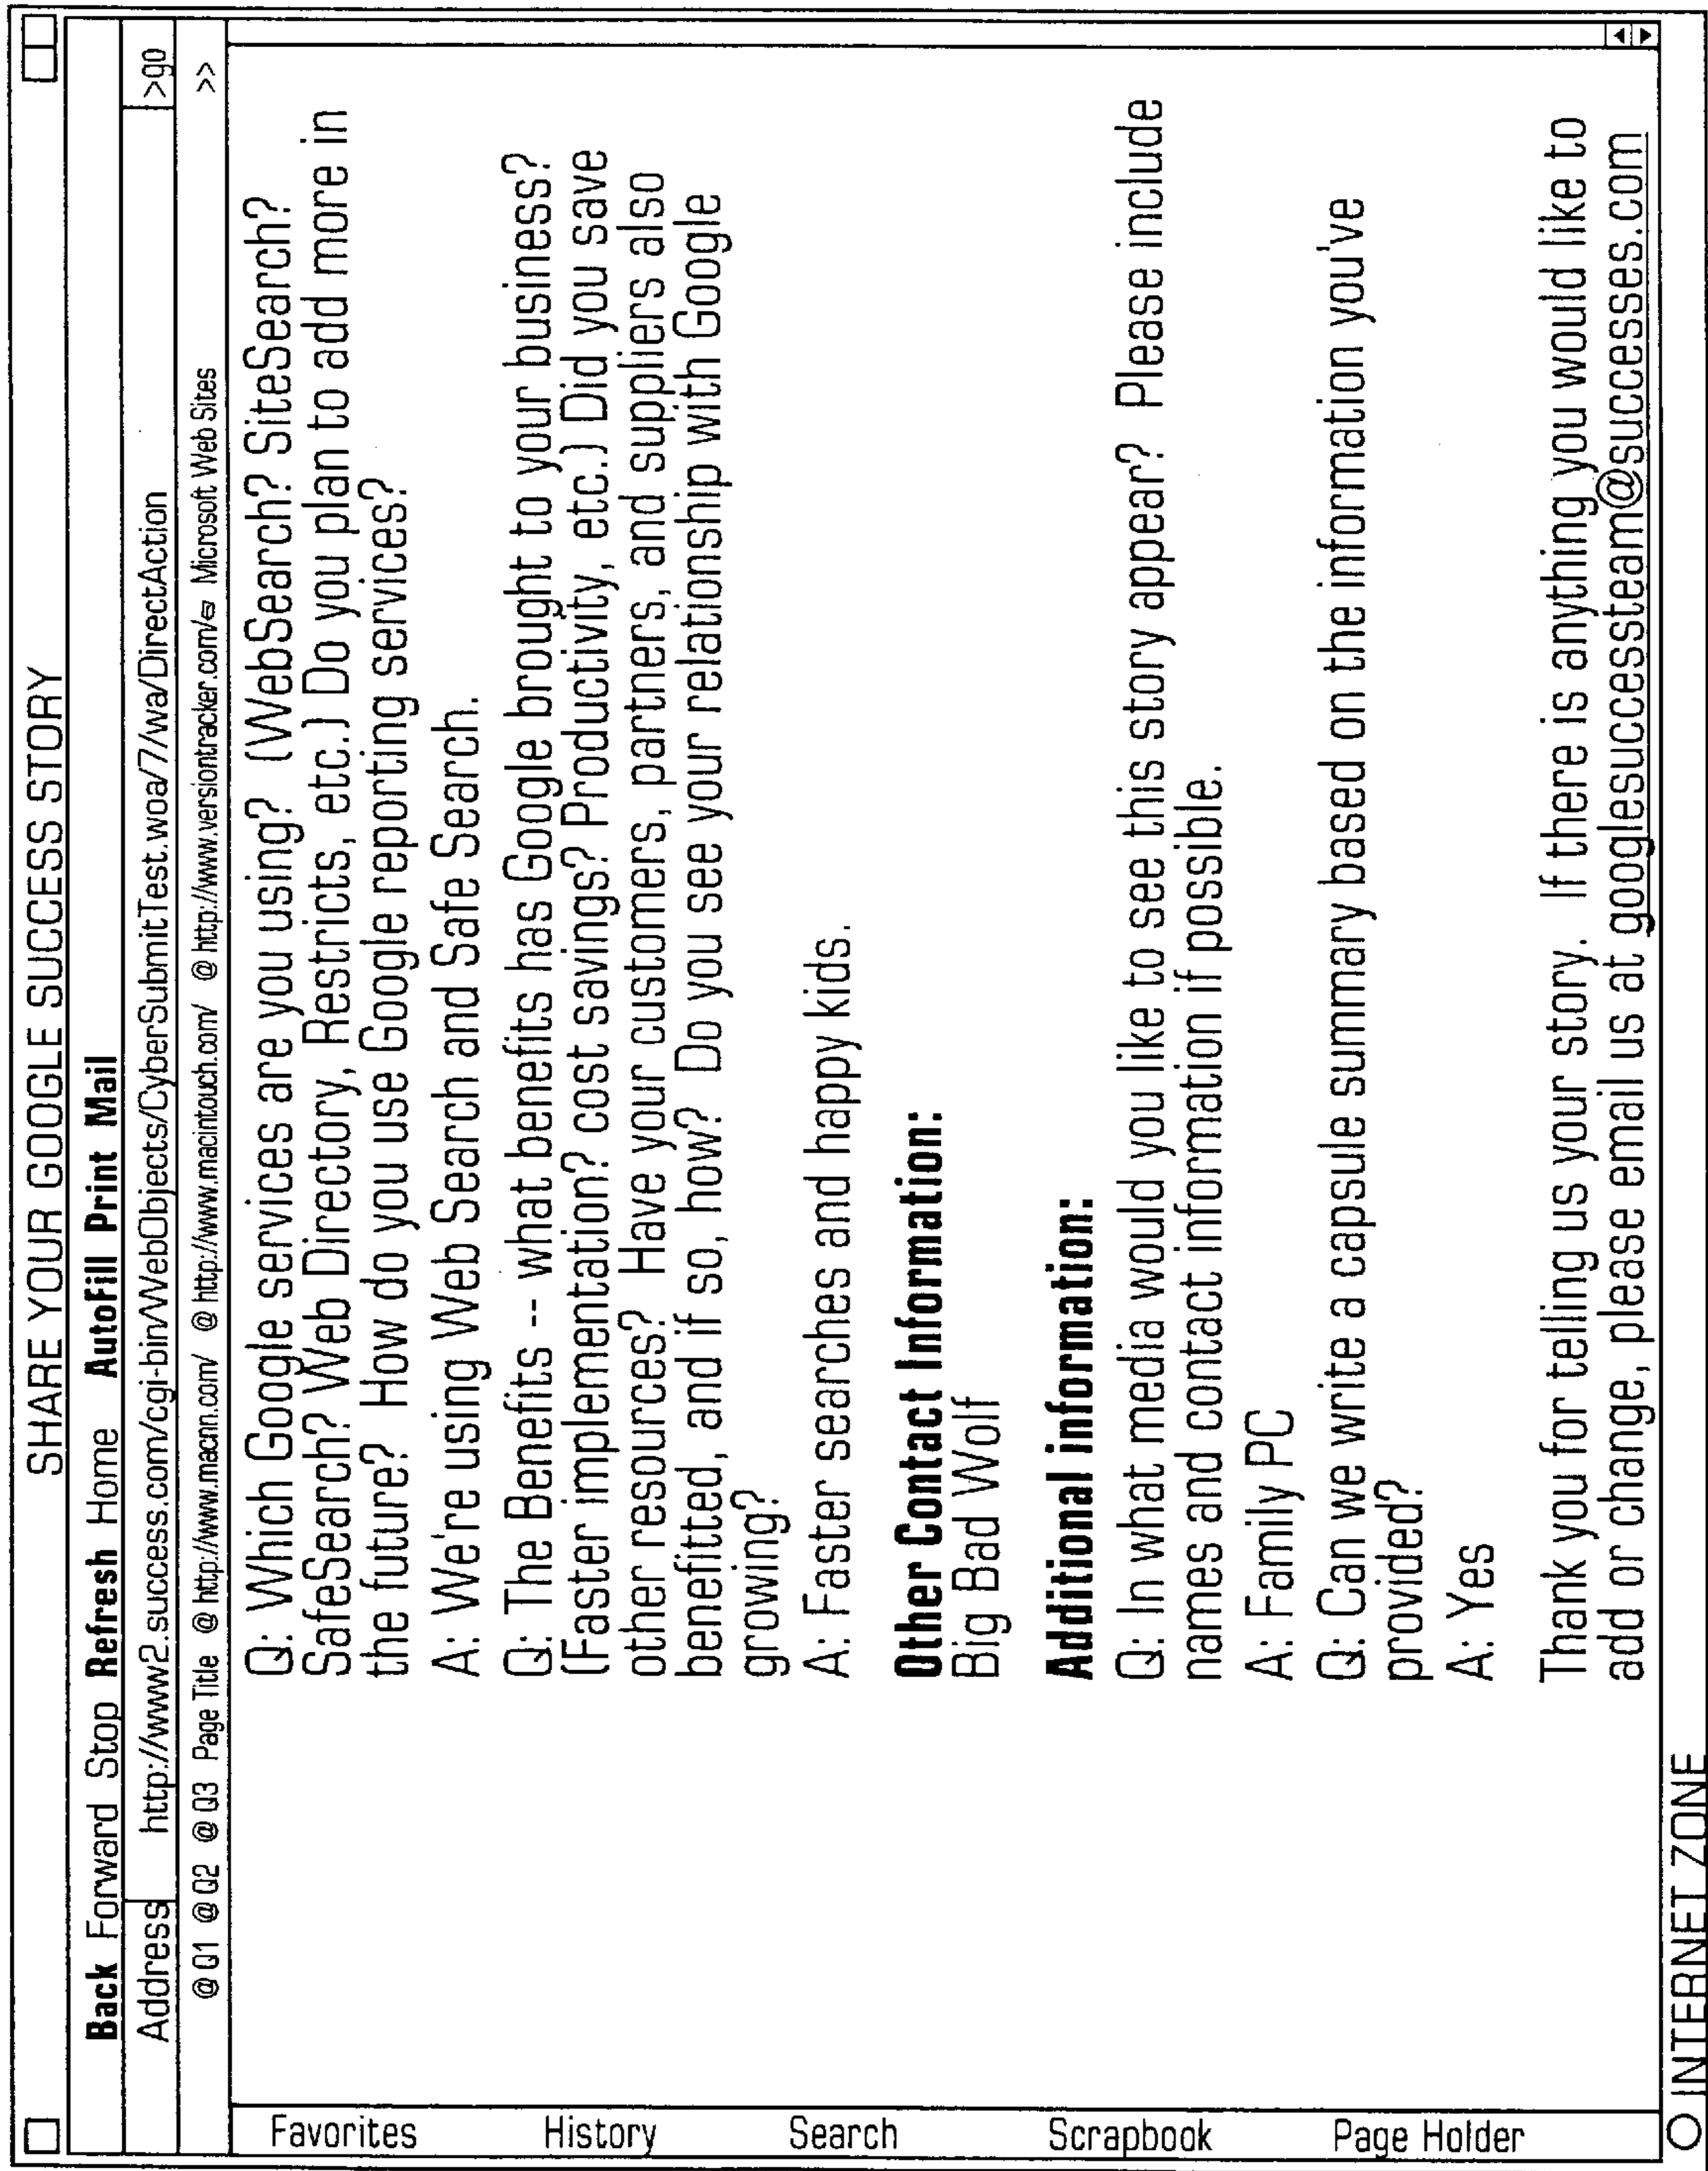 SHARE YOUR GOOGLE SUCCESS STORY
Back Forward Stop Refresh Home AutoFill Print Mail
Address http://www2.success.com/cgi-bin/WebObjects/CyberSubmitTest.woa/7/wa/DirectAction >go
@ Q1 @ Q2 @ Q3 Page Title @ http://www.macnn.com/ @ http://www.macintouch.com/ @ http://www.versiontracker.com/ Microsoft Web Sites >>
Favorites
History
Search
Scrapbook
Page Holder
Q: Which Google services are you using? (WebSearch? SiteSearch?
SafeSearch? Web Directory, Restricts, etc.) Do you plan to add more in
the future? How do you use Google reporting services?
A: We're using Web Search and Safe Search.
Q: The Benefits -- what benefits has Google brought to your business?
(Faster implementation? cost savings? Productivity, etc.) Did you save
other resources? Have your customers, partners, and suppliers also
benefitted, and if so, how? Do you see your relationship with Google
growing?
A: Faster searches and happy kids.
Other Contact Information:
Big Bad Wolf
Additional information:
Q: In what media would you like to see this story appear? Please include
names and contact information if possible.
A: Family PC
Q: Can we write a capsule summary based on the information you've
provided?
A: Yes
Thank you for telling us your story. If there is anything you would like to
add or change, please email us at googlesuccessteam@successes.com
INTERNET ZONE